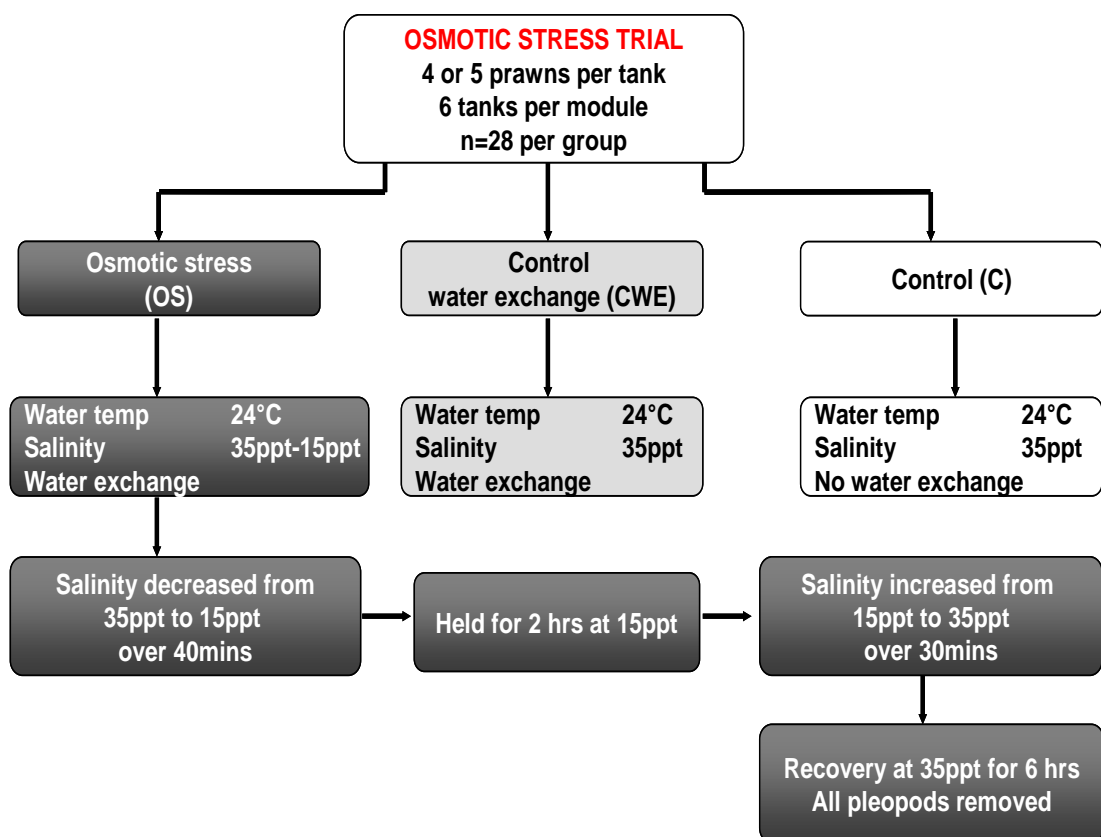 OSMOTIC STRESS TRIAL
4 or 5 prawns per tank
6 tanks per module
n=28 per group
Osmotic stress
(OS)
Control
water exchange (CWE)
Control (C)
Water temp 24°C
Salinity 35ppt-15ppt
Water exchange
Water temp 24°C
Salinity 35ppt
Water exchange
Water temp 24°C
Salinity 35ppt
No water exchange
Salinity decreased from
35ppt to 15ppt
over 40mins
Held for 2 hrs at 15ppt
Salinity increased from
15ppt to 35ppt
over 30mins
Recovery at 35ppt for 6 hrs
All pleopods removed